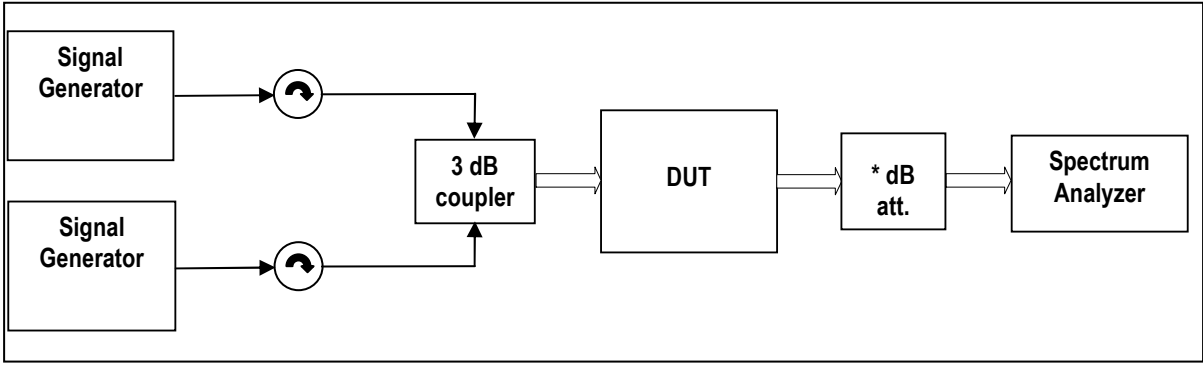 Signal
Generator
3 dB
coupler
DUT
* dB
att.
Spectrum
Analyzer
Signal
Generator